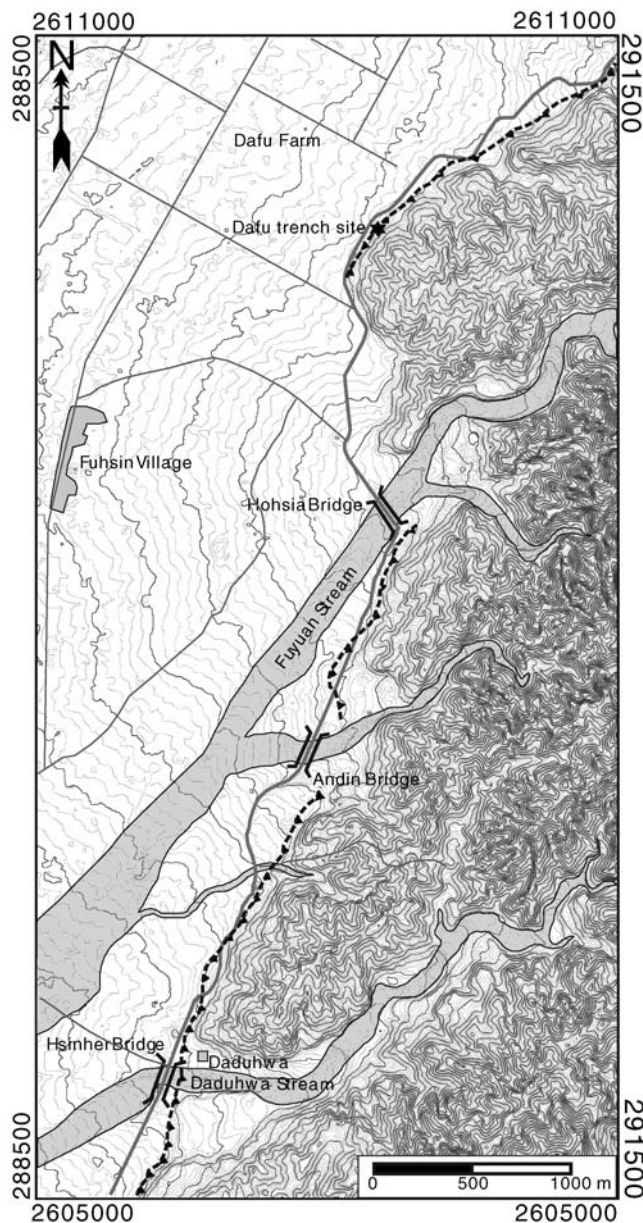 2611000
2611000
288500
291500
N
Dafu Farm
Dafu trench site
Fuhsin Village
Hohsia Bridge
Fuyuan Stream
Andin Bridge
Hsinher Bridge
Daduhwa
Daduhwa Stream
288500
291500
0 500 1000 m
2605000
2605000